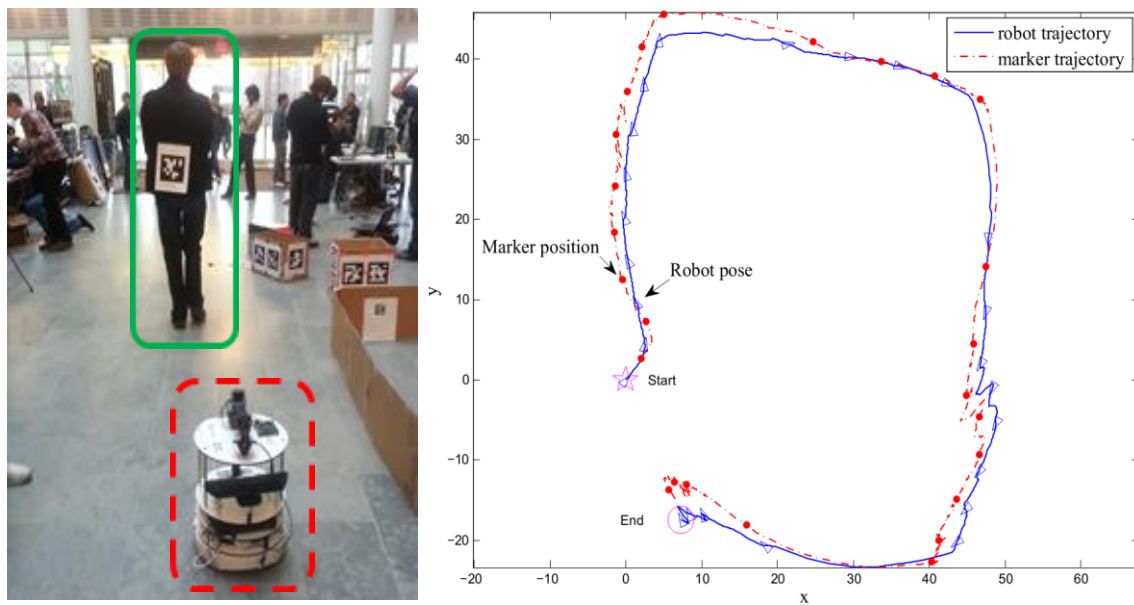 robot trajectory
marker trajectory
40
30
20
Marker position
Robot pose
10
y
0
Start
−10
End
−20
−20
−10
0
10
20
30
40
50
60
x